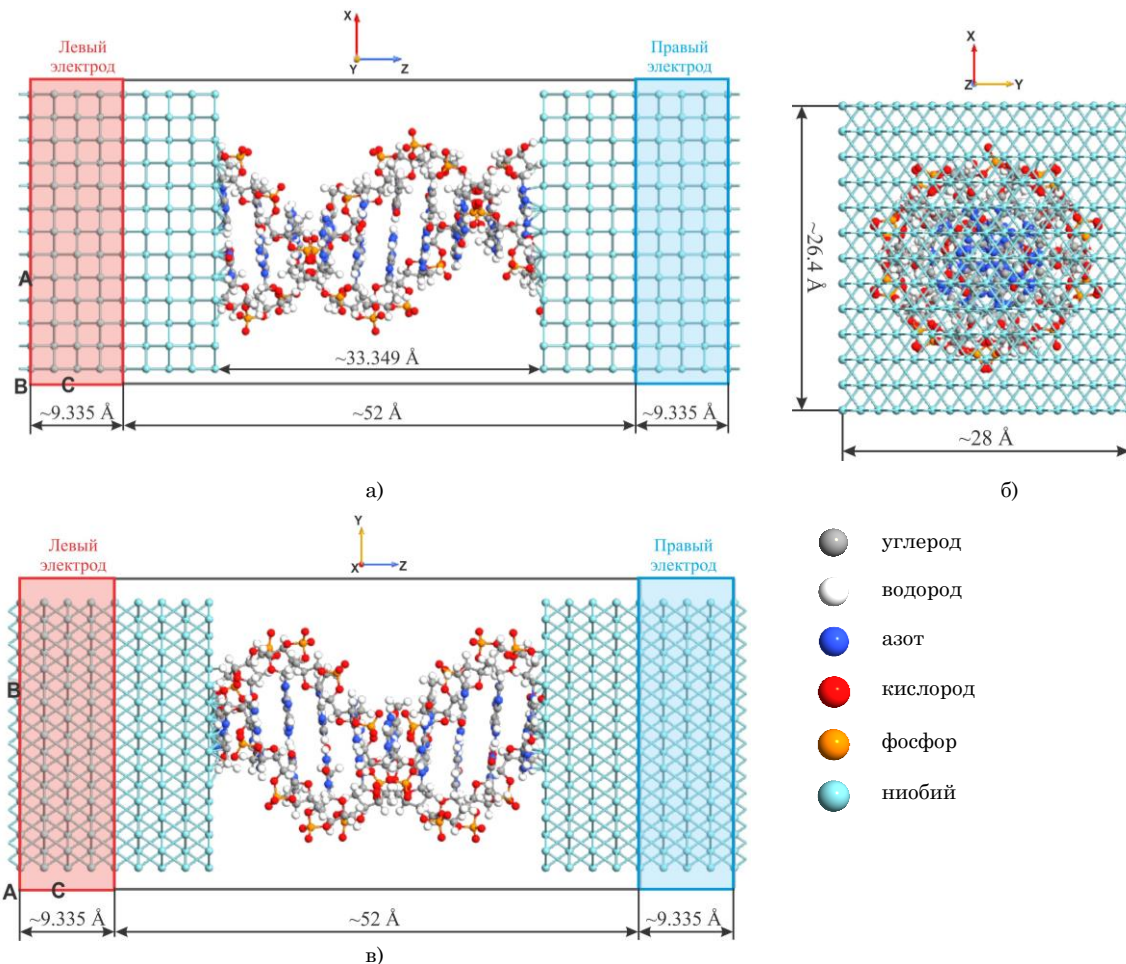 X
Y
Z
Левый
электрод
Правый
электрод
A
B
C
~33.349 Å
~9.335 Å
~52 Å
~9.335 Å
а)
X
Z
Y
~26.4 Å
~28 Å
б)
Y
X
Z
Левый
электрод
Правый
электрод
B
A
C
~9.335 Å
~52 Å
~9.335 Å
в)
углерод
водород
азот
кислород
фосфор
ниобий